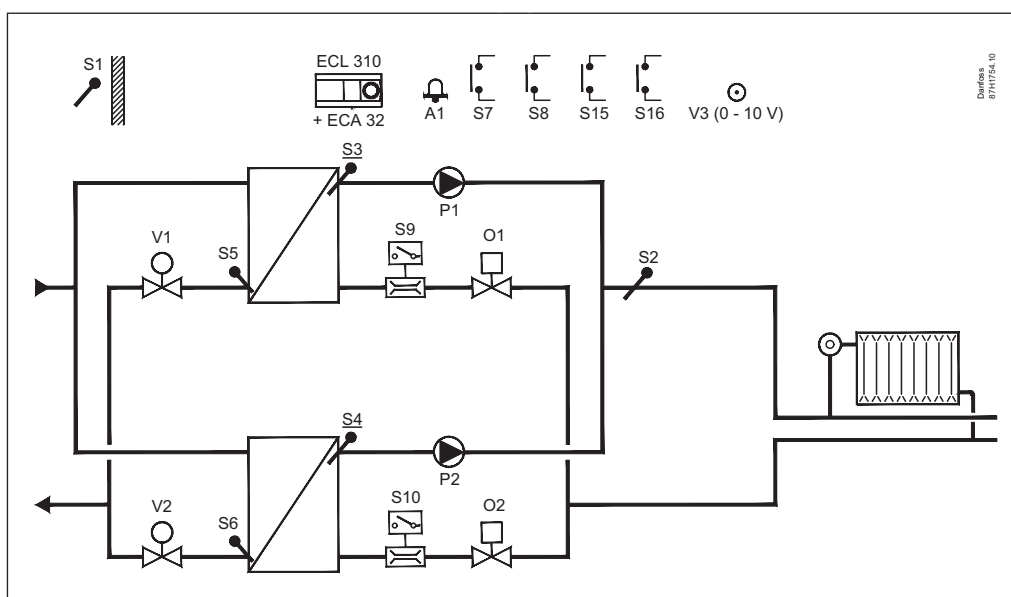 S1
ECL 310
+ ECA 32
A1
S7
S8
S15
S16
V3 (0 - 10 V)
Danfoss
87H1754.10
S3
P1
V1
S5
S9
O1
S2
S4
P2
V2
S6
S10
O2